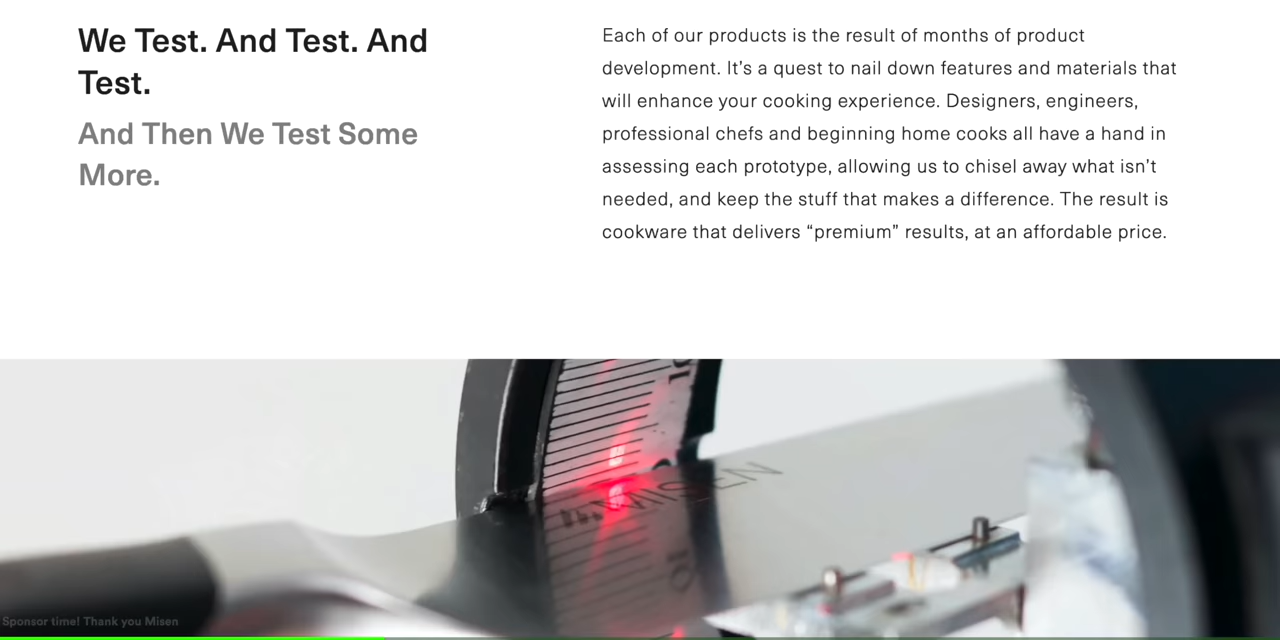 We Test. And Test. And
Test.
And Then We Test Some
More.
Each of our products is the result of months of product
development. It’s a quest to nail down features and materials that
will enhance your cooking experience. Designers, engineers,
professional chefs and beginning home cooks all have a hand in
assessing each prototype, allowing us to chisel away what isn’t
needed, and keep the stuff that makes a difference. The result is
cookware that delivers “premium” results, at an affordable price.
MISEN
10
Sponsor time! Thank you Misen